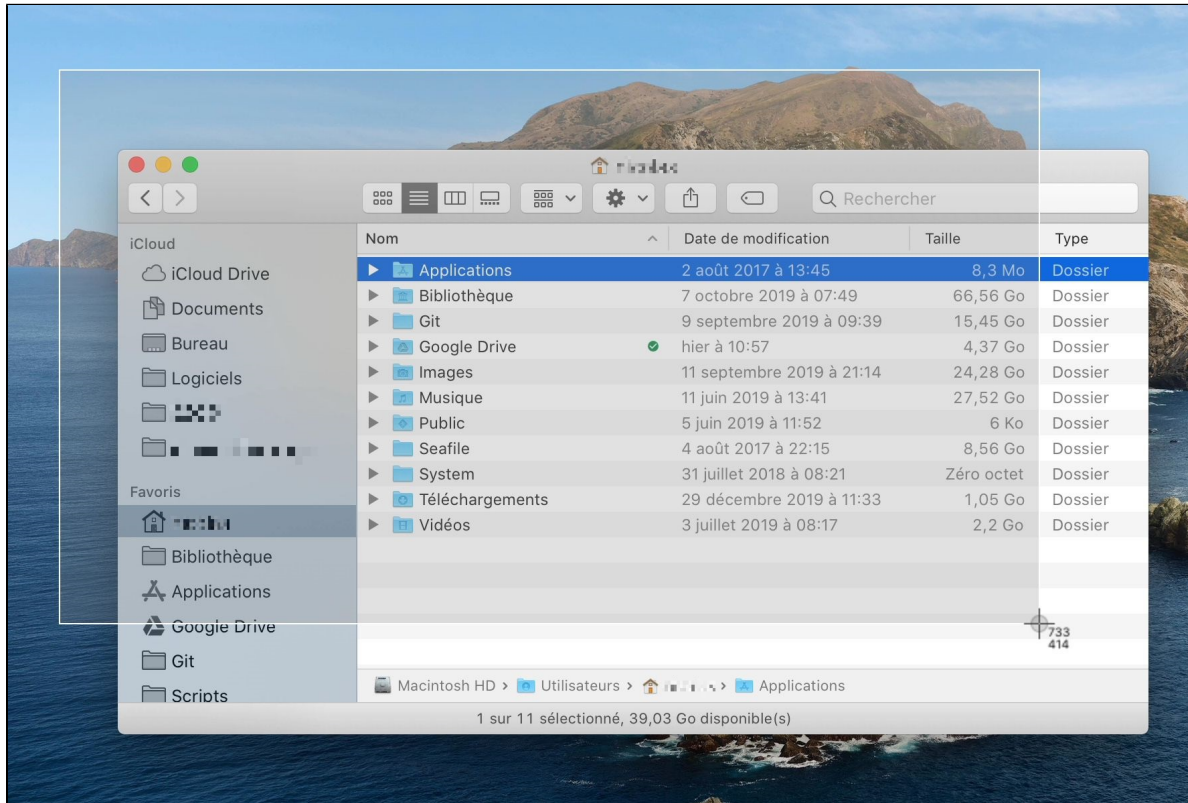 Rechercher
iCloud
iCloud Drive
Documents
Bureau
Logiciels
Favoris
Bibliothèque
Applications
Google Drive
Git
Scripts
Nom Date de modification Taille Type
Applications 2 août 2017 à 13:45 8,3 Mo Dossier
Bibliothèque 7 octobre 2019 à 07:49 66,56 Go Dossier
Git 9 septembre 2019 à 09:39 15,45 Go Dossier
Google Drive hier à 10:57 4,37 Go Dossier
Images 11 septembre 2019 à 21:14 24,28 Go Dossier
Musique 11 juin 2019 à 13:41 27,52 Go Dossier
Public 5 juin 2019 à 11:52 6 Ko Dossier
Seafile 4 août 2017 à 22:15 8,56 Go Dossier
System 31 juillet 2018 à 08:21 Zéro octet Dossier
Téléchargements 29 décembre 2019 à 11:33 1,05 Go Dossier
Vidéos 3 juillet 2019 à 08:17 2,2 Go Dossier
733
414
Macintosh HD › Utilisateurs › › Applications
1 sur 11 sélectionné, 39,03 Go disponible(s)